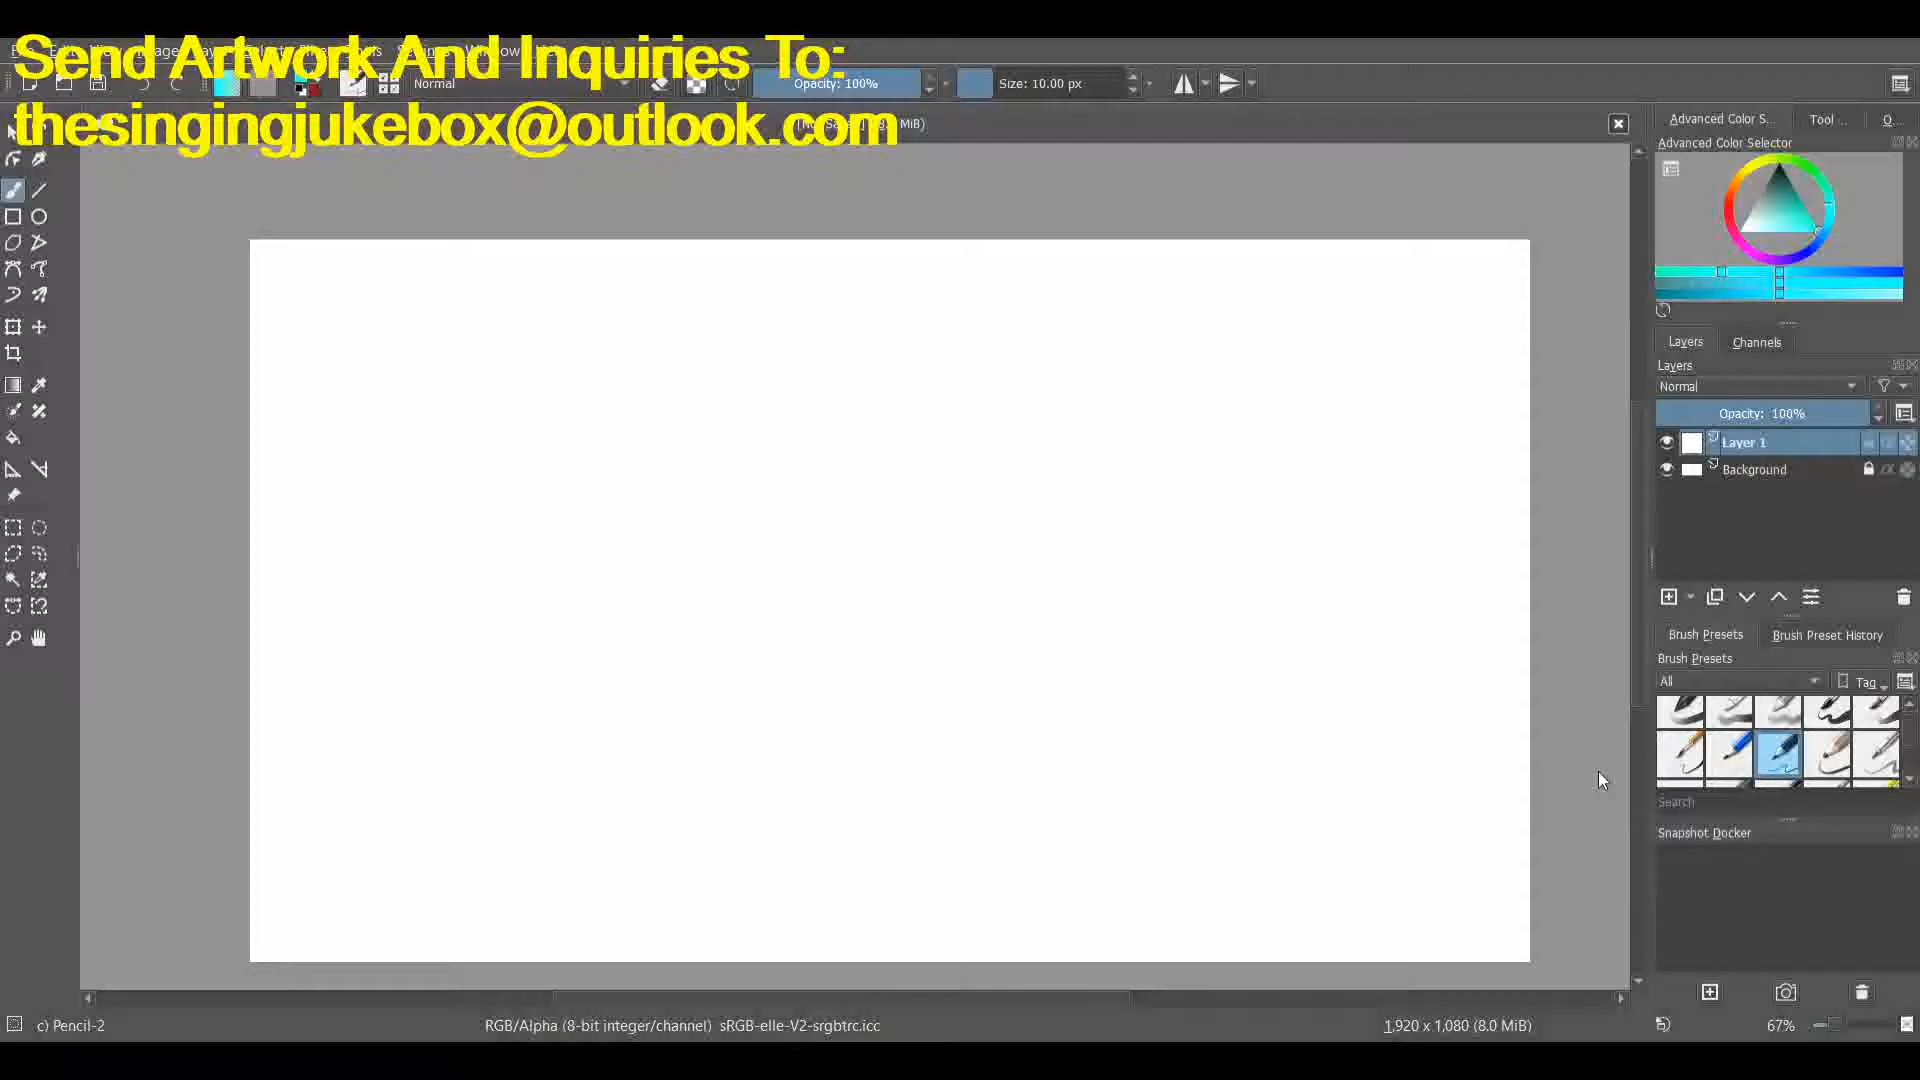 Send Artwork And Inquiries To:
thesingingjukebox@outlook.com
Normal
Opacity: 100%
Size: 10.00 px
MiB)
Advanced Color S...
Tool ...
O...
Advanced Color Selector
Layers
Channels
Layers
Normal
Opacity: 100%
Layer 1
Background
Brush Presets
Brush Preset History
Brush Presets
All
Tag
Search
Snapshot Docker
c) Pencil-2
RGB/Alpha (8-bit integer/channel) sRGB-elle-V2-srgbtrc.icc
1,920 x 1,080 (8.0 MiB)
67%